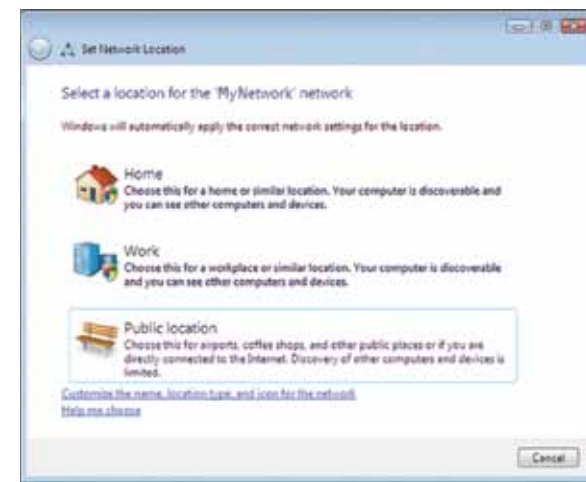 Set Network Location
Select a location for the 'MyNetwork' network
Windows will automatically apply the correct network settings for the location.
Home
Choose this for a home or similar location. Your computer is discoverable and
you can see other computers and devices.
Work
Choose this for a workplace or similar location. Your computer is discoverable
and you can see other computers and devices.
Public location
Choose this for airports, coffee shops, and other public places or if you are
directly connected to the Internet. Discovery of other computers and devices is
limited.
Customize the name, location type, and icon for the network
Help me choose
Cancel